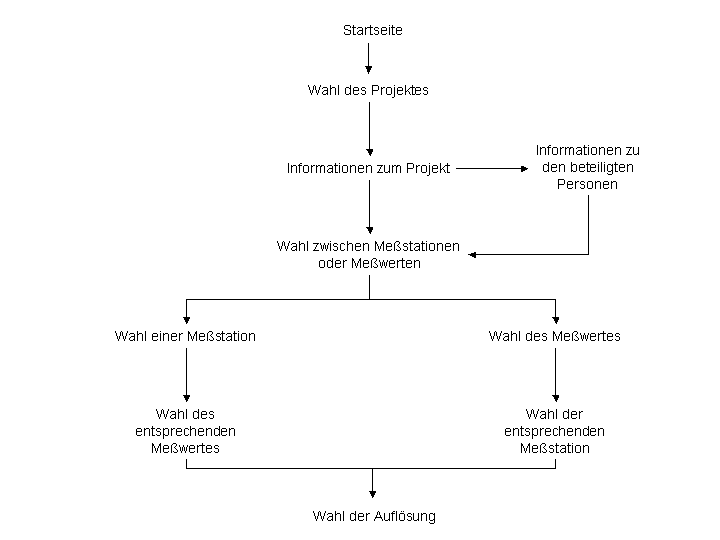 Startseite
Wahl des Projektes
Informationen zum Projekt
Informationen zu
den beteiligten
Personen
Wahl zwischen Meßstationen
oder Meßwerten
Wahl einer Meßstation
Wahl des Meßwertes
Wahl des
entsprechenden
Meßwertes
Wahl der
entsprechenden
Meßstation
Wahl der Auflösung